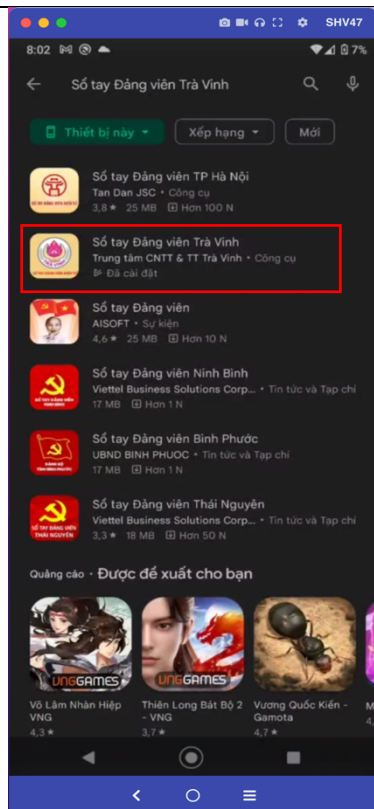 SHV47
8:02 7%
Sổ tay Đảng viên Trà Vinh
Thiết bị này Xếp hạng Mới
Sổ tay Đảng viên TP Hà Nội
Tan Dan JSC • Công cụ
3,8★ 25 MB Hơn 100 N
Sổ tay Đảng viên Trà Vinh
Trung tâm CNTT & TT Trà Vinh • Công cụ
Đã cài đặt
Sổ tay Đảng viên
AISOFT • Sự kiện
4,6★ 25 MB Hơn 10 N
Sổ tay Đảng viên Ninh Bình
Viettel Business Solutions Corp... • Tin tức và Tạp chí
17 MB Hơn 1 N
Sổ tay Đảng viên Bình Phước
UBND BINH PHUOC • Tin tức và Tạp chí
17 MB Hơn 1 N
Sổ tay Đảng viên Thái Nguyên
Viettel Business Solutions Corp... • Tin tức và Tạp chí
3,3★ 18 MB Hơn 50 N
SỔ TAY ĐẢNG VIÊN
THÁI NGUYÊN
Quảng cáo • Được đề xuất cho bạn
VNGGAMES VNGGAMES
Võ Lâm Nhàn Hiệp Thiên Long Bát Bộ 2 Vương Quốc Kiến - M
VNG - VNG Gamota
4,3★ 3,7★ 4,7★ 4,